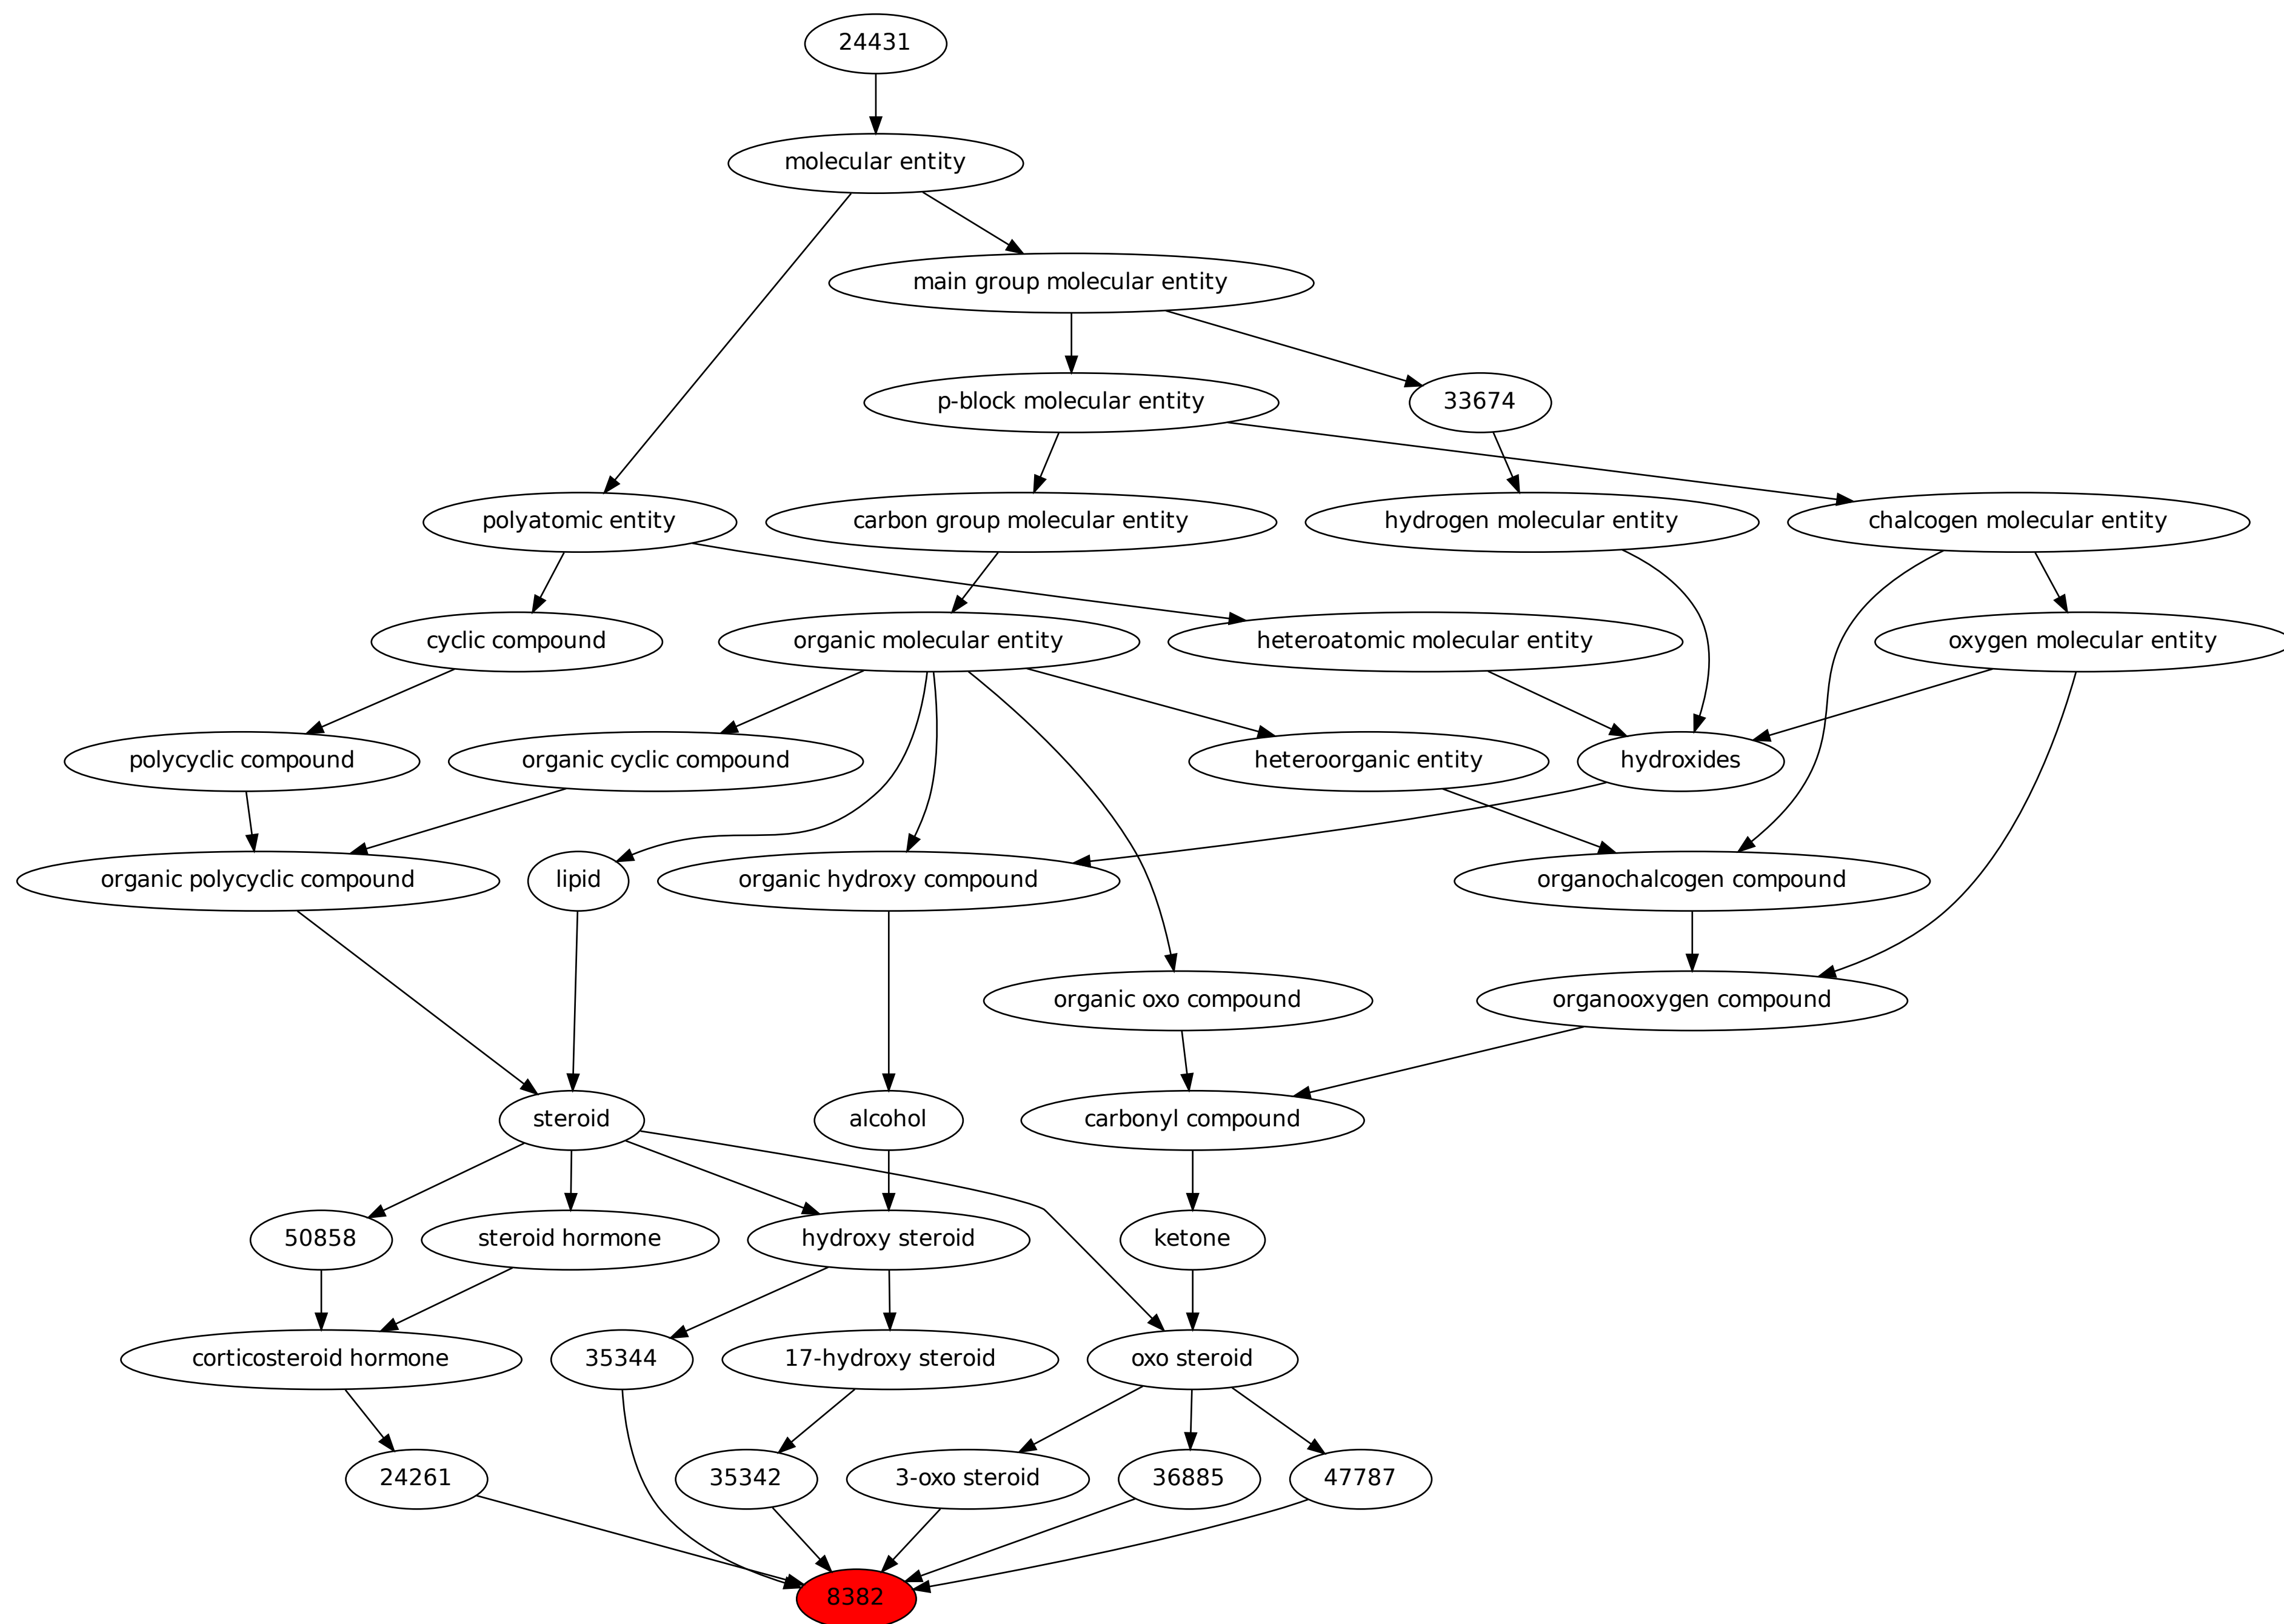 24431
molecular entity
main group molecular entity
p-block molecular entity
33674
polyatomic entity
carbon group molecular entity
hydrogen molecular entity
chalcogen molecular entity
cyclic compound
organic molecular entity
heteroatomic molecular entity
oxygen molecular entity
polycyclic compound
organic cyclic compound
heteroorganic entity
hydroxides
organic polycyclic compound
lipid
organic hydroxy compound
organochalcogen compound
organic oxo compound
organooxygen compound
steroid
alcohol
carbonyl compound
50858
steroid hormone
hydroxy steroid
ketone
corticosteroid hormone
35344
17-hydroxy steroid
oxo steroid
24261
35342
3-oxo steroid
36885
47787
8382